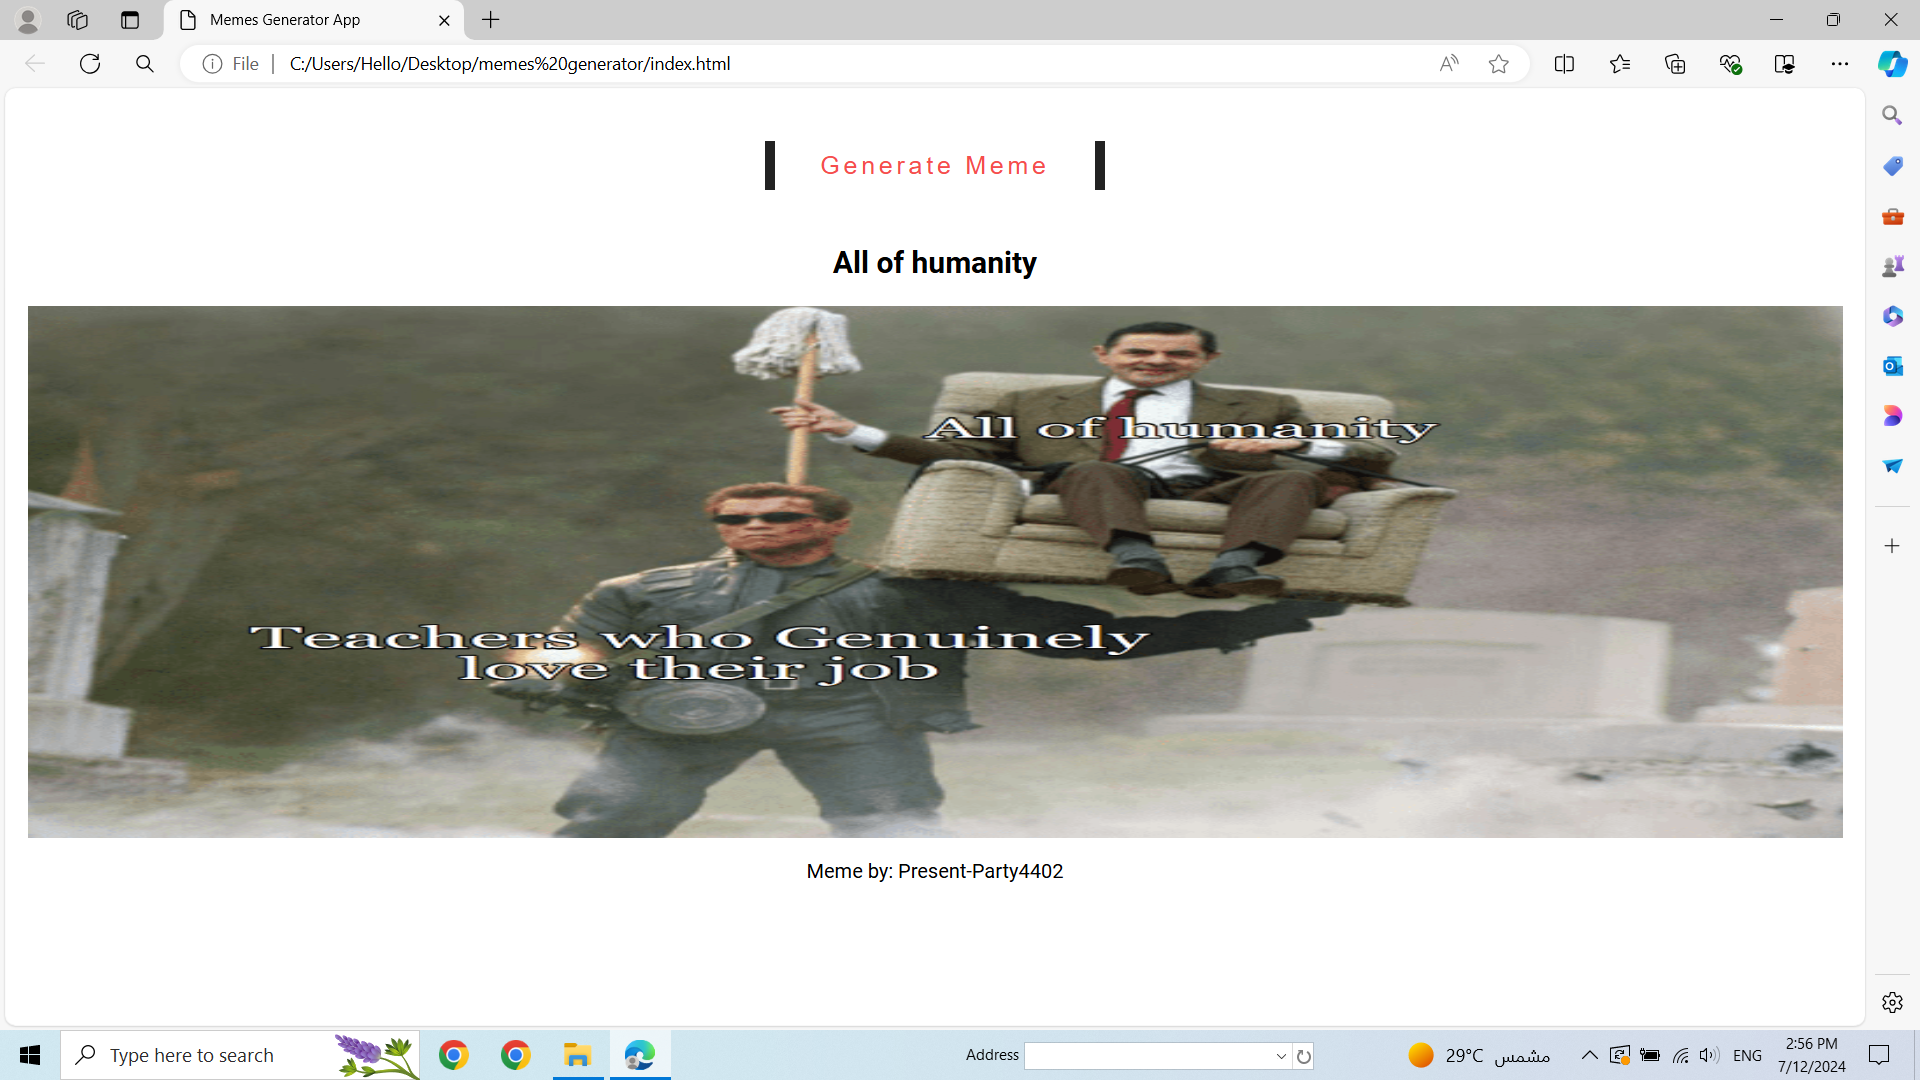 Memes Generator App
File
C:/Users/Hello/Desktop/memes%20generator/index.html
Generate Meme
All of humanity
All of humanity
Teachers who Genuinely
love their job
Meme by: Present-Party4402
Type here to search
Address
29°C مشمس
ENG
2:56 PM
7/12/2024